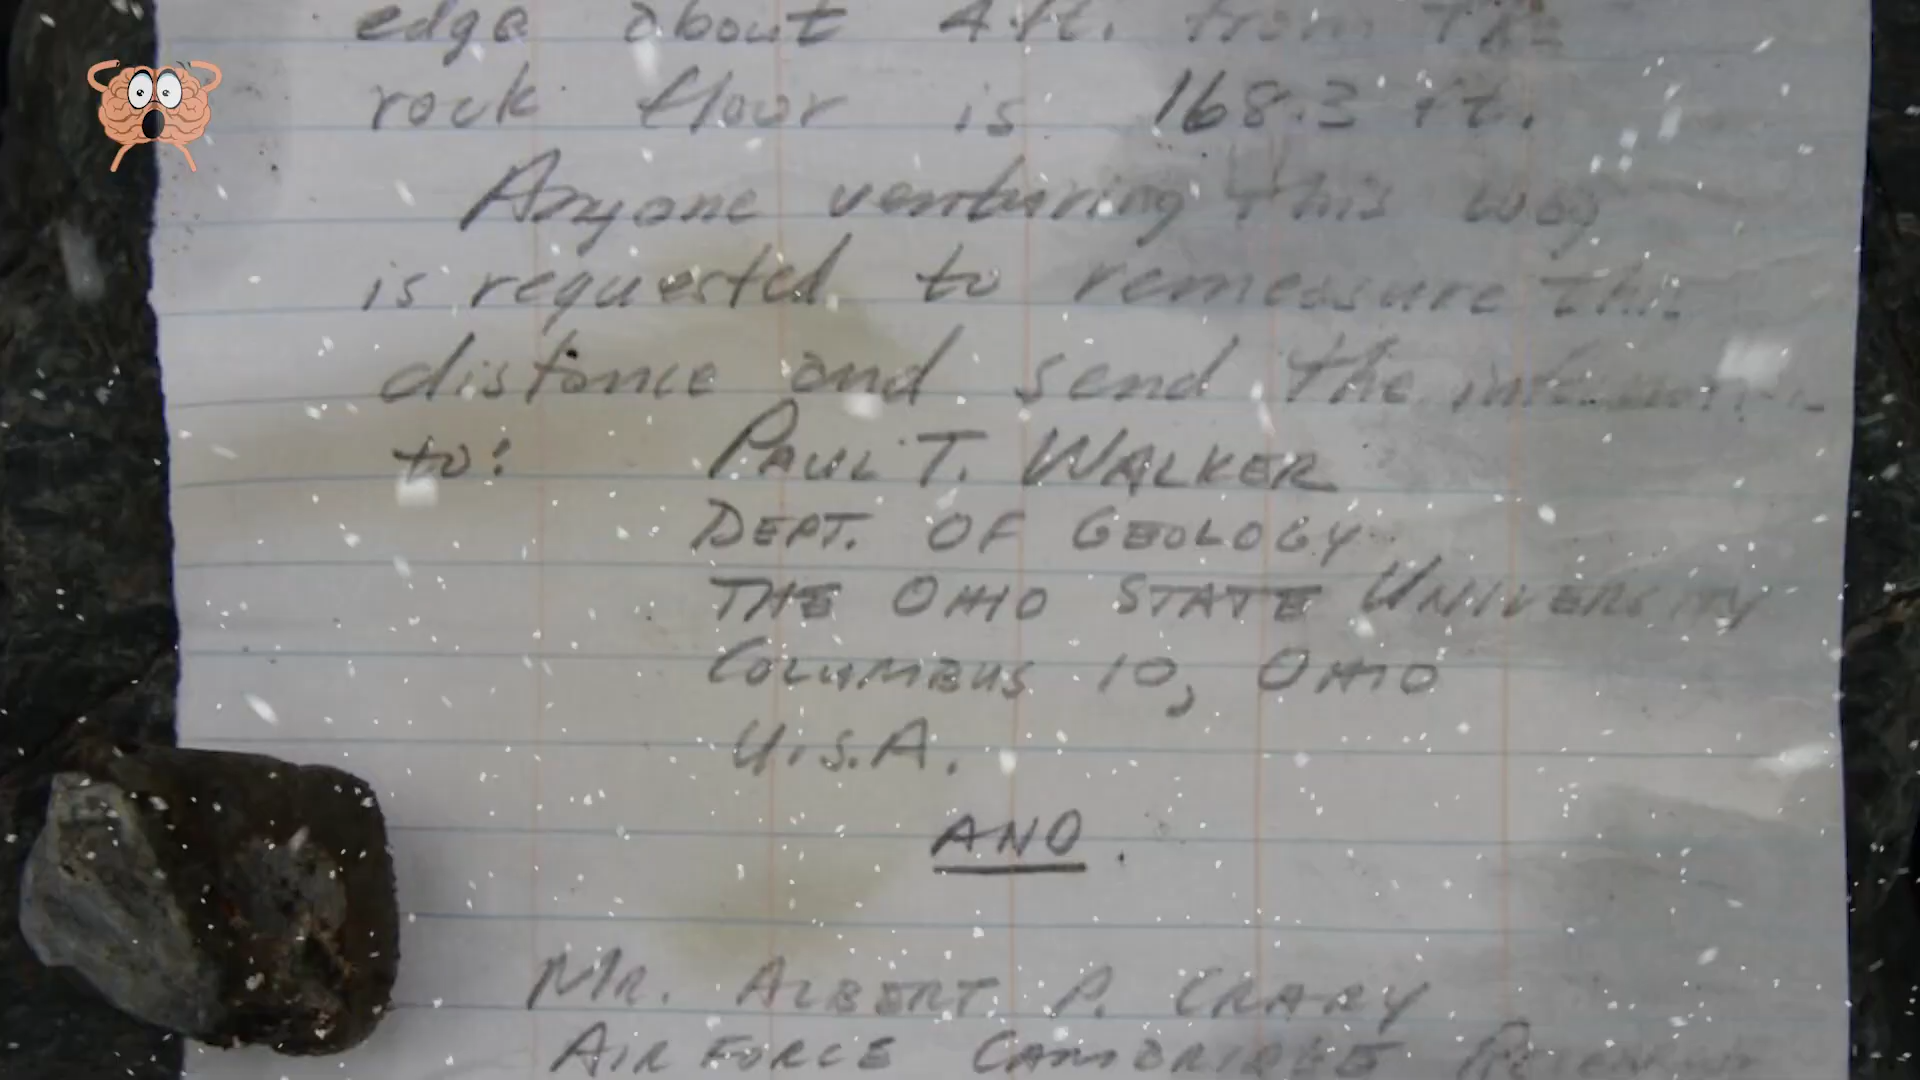 edge about 4 ft. from the
rock floor is 168.3 ft.
Anyone venturing this way
is requested to remeasure this
distance and send the information
to: PAUL T. WALKER
DEPT. OF GEOLOGY
THE OHIO STATE UNIVERSITY
COLUMBUS 10, OHIO
U.S.A.
AND.
MR. ALBERT P. CRARY
AIR FORCE CAMBRIDGE